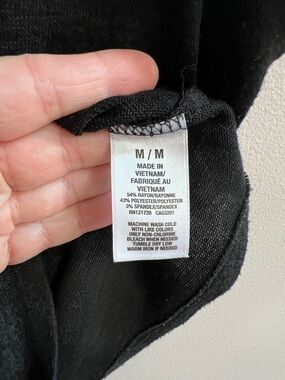 M / M
MADE IN
VIETNAM/
FABRIQUÉ AU
VIETNAM
54% RAYON/RAYONNE
43% POLYESTER/POLYESTER
3% SPANDEX/SPANDEX
RN121726 CA53201
MACHINE WASH COLD
WITH LIKE COLORS
ONLY NON-CHLORINE
BLEACH WHEN NEEDED
TUMBLE DRY LOW
WARM IRON IF NEEDED